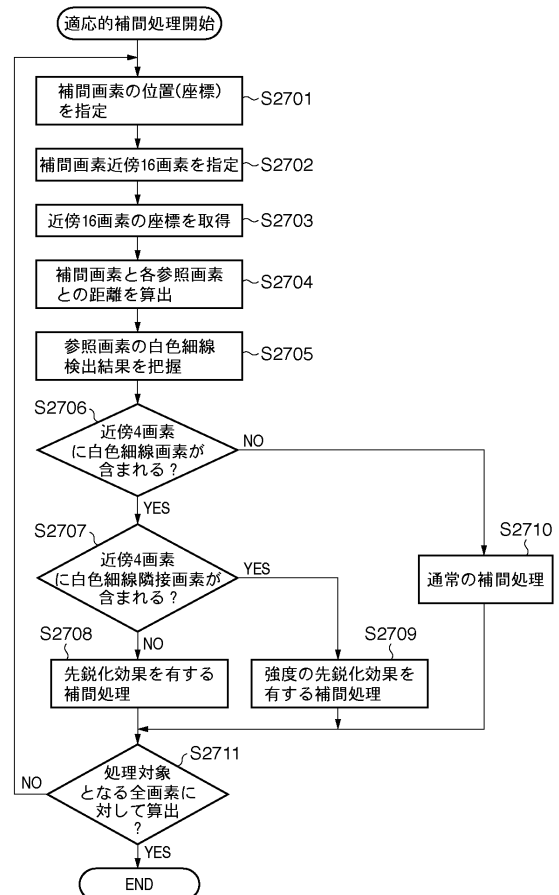 適応的補間処理開始
補間画素の位置(座標)
を指定
S2701
補間画素近傍16画素を指定
S2702
近傍16画素の座標を取得
S2703
補間画素と各参照画素
との距離を算出
S2704
参照画素の白色細線
検出結果を把握
S2705
S2706
近傍4画素
に白色細線画素が
含まれる?
NO
YES
S2707
近傍4画素
に白色細線隣接画素が
含まれる?
YES
NO
S2710
通常の補間処理
S2708
先鋭化効果を有する
補間処理
S2709
強度の先鋭化効果を
有する補間処理
S2711
処理対象
となる全画素に
対して算出
?
NO
YES
END